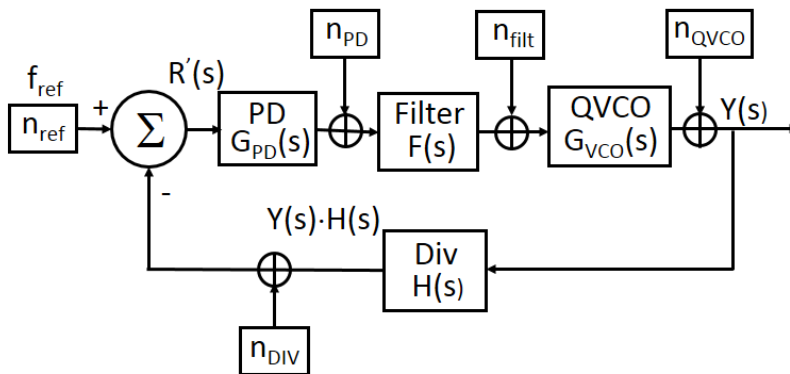 n_PD
n_filt
n_QVCO
f_ref
n_ref
+
Σ
-
R'(s)
PD
G_PD(s)
Filter
F(s)
QVCO
G_VCO(s)
Y(s)
Y(s)·H(s)
Div
H(s)
n_DIV